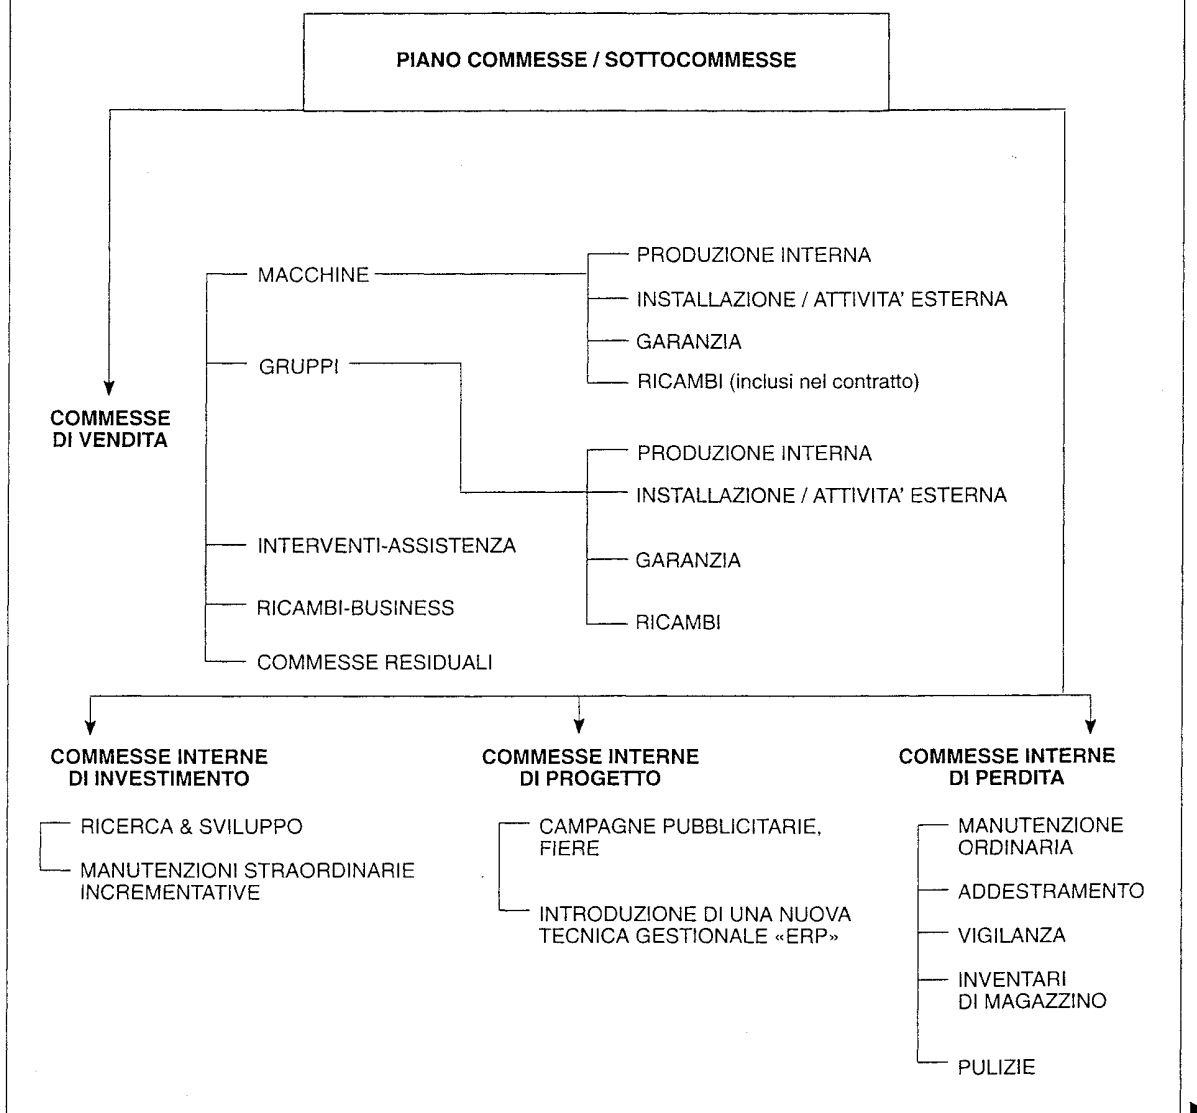 PIANO COMMESSE / SOTTOCOMMESSE
COMMESSE
DI VENDITA
MACCHINE
PRODUZIONE INTERNA
INSTALLAZIONE / ATTIVITA' ESTERNA
GARANZIA
RICAMBI (inclusi nel contratto)
GRUPPI
PRODUZIONE INTERNA
INSTALLAZIONE / ATTIVITA' ESTERNA
GARANZIA
RICAMBI
INTERVENTI-ASSISTENZA
RICAMBI-BUSINESS
COMMESSE RESIDUALI
COMMESSE INTERNE
DI INVESTIMENTO
RICERCA & SVILUPPO
MANUTENZIONI STRAORDINARIE
INCREMENTATIVE
COMMESSE INTERNE
DI PROGETTO
CAMPAGNE PUBBLICITARIE,
FIERE
INTRODUZIONE DI UNA NUOVA
TECNICA GESTIONALE «ERP»
COMMESSE INTERNE
DI PERDITA
MANUTENZIONE
ORDINARIA
ADDESTRAMENTO
VIGILANZA
INVENTARI
DI MAGAZZINO
PULIZIE